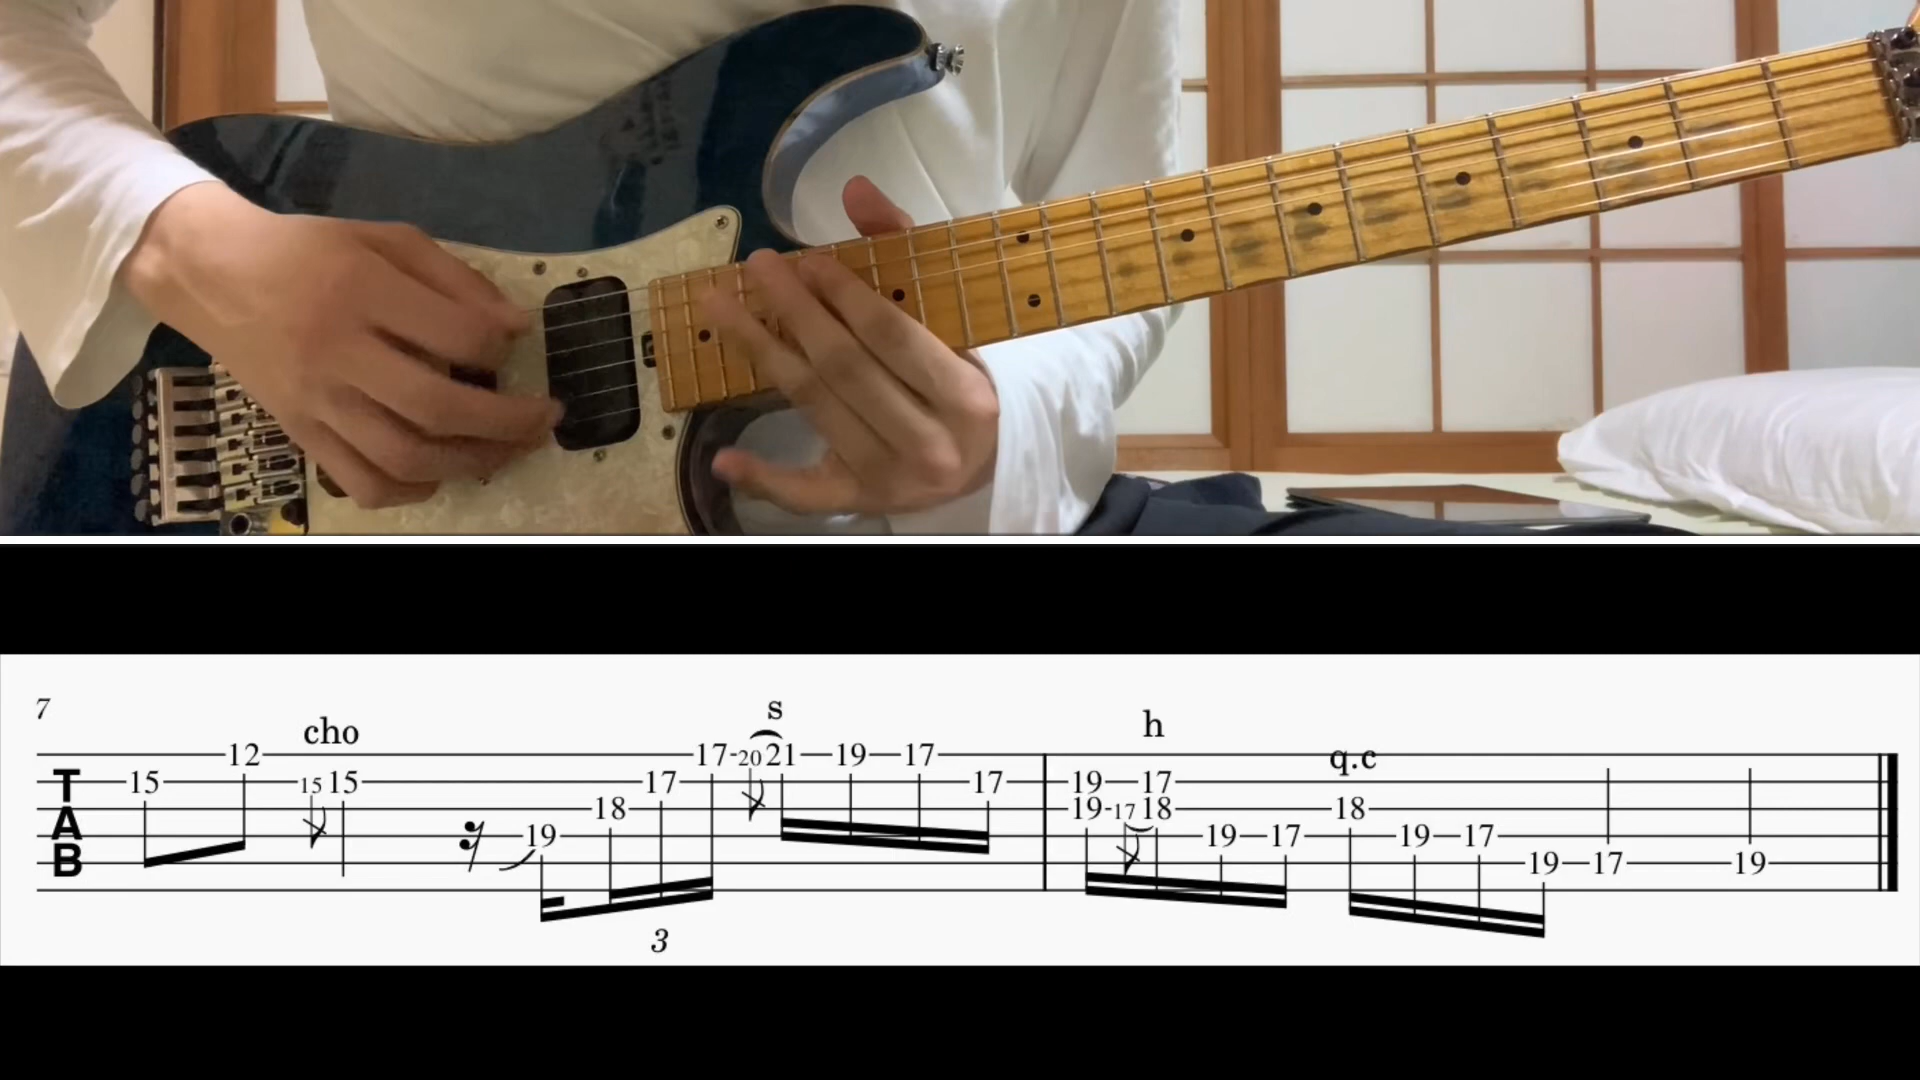 7
cho
s
h
q.c
12 17 20 21 19 17
15 15 15 17 17 19 17
18 19 17 18 18
19 19 17 19 17
19 17 19
T
A
B
3